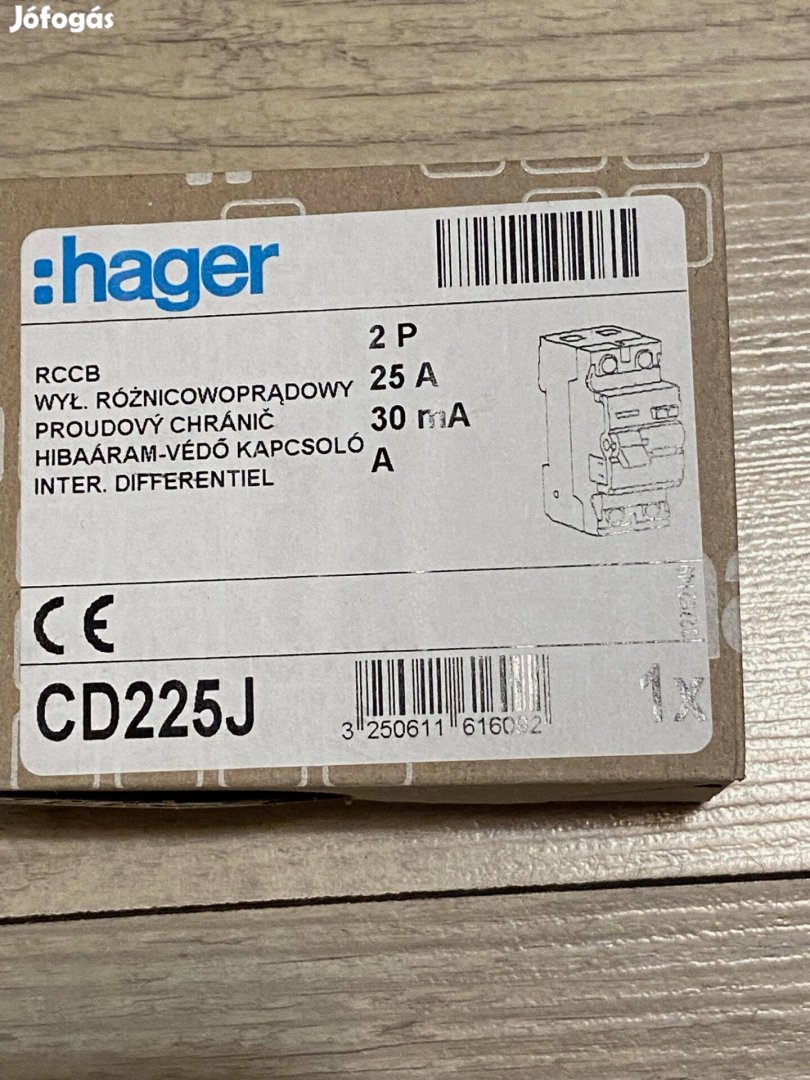 Jófogás
:hager
RCCB
WYŁ. RÓŻNICOWOPRĄDOWY
PROUDOVÝ CHRÁNIČ
HIBAÁRAM-VÉDŐ KAPCSOLÓ
INTER. DIFFERENTIEL
2 P
25 A
30 mA
A
CE
CD225J
3 250611
1x